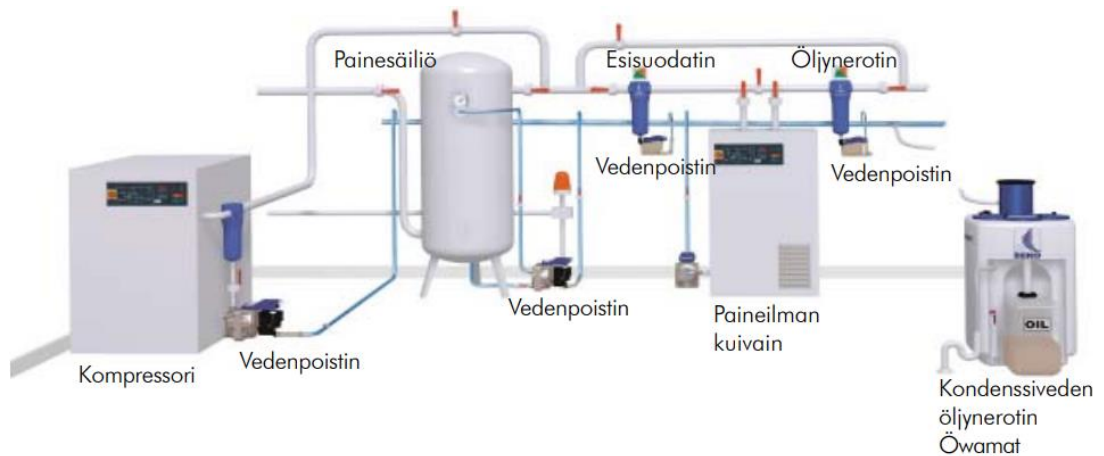 Painesäiliö
Esisuodatin
Öljynerotin
Vedenpoistin
Vedenpoistin
Vedenpoistin
Vedenpoistin
Kompressori
Paineilman
kuivain
OIL
Kondenssiveden
öljynerotin
Öwamat